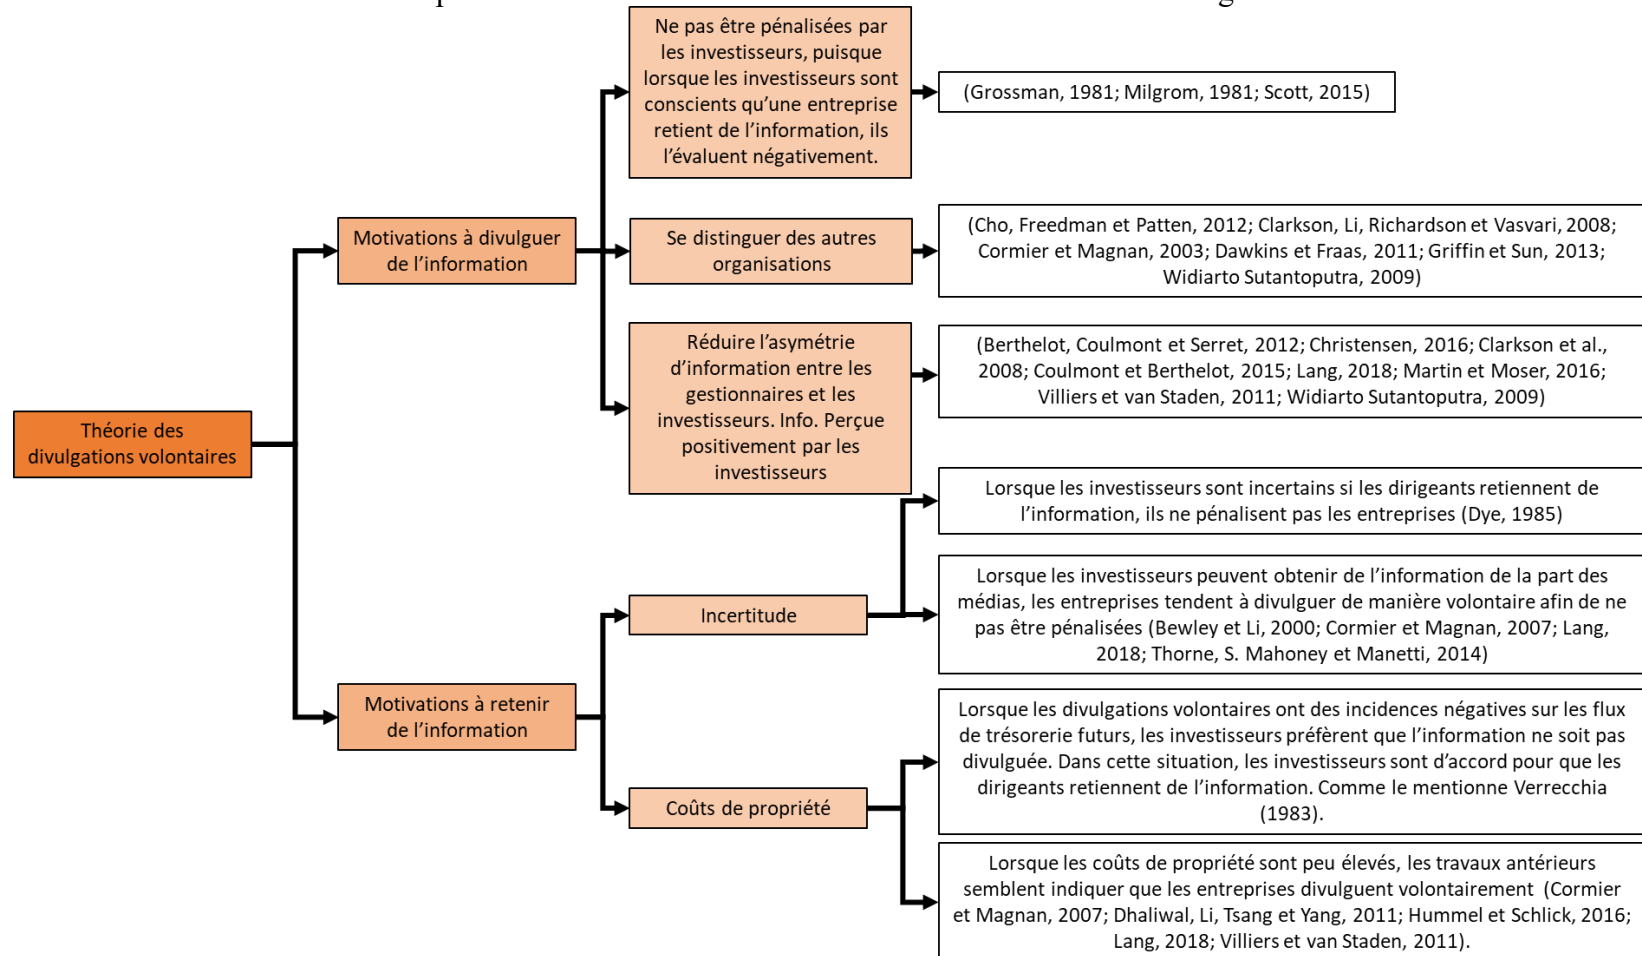 Ne pas être pénalisées par
les investisseurs, puisque
lorsque les investisseurs sont
conscients qu’une entreprise
retient de l’information, ils
l’évaluent négativement.
(Grossman, 1981; Milgrom, 1981; Scott, 2015)
Motivations à divulguer
de l’information
Se distinguer des autres
organisations
(Cho, Freedman et Patten, 2012; Clarkson, Li, Richardson et Vasvari, 2008;
Cormier et Magnan, 2003; Dawkins et Fraas, 2011; Griffin et Sun, 2013;
Widiarto Sutantoputra, 2009)
Réduire l’asymétrie
d’information entre les
gestionnaires et les
investisseurs. Info. Perçue
positivement par les
investisseurs
(Berthelot, Coulmont et Serret, 2012; Christensen, 2016; Clarkson et al.,
2008; Coulmont et Berthelot, 2015; Lang, 2018; Martin et Moser, 2016;
Villiers et van Staden, 2011; Widiarto Sutantoputra, 2009)
Théorie des
divulgations volontaires
Lorsque les investisseurs sont incertains si les dirigeants retiennent de
l’information, ils ne pénalisent pas les entreprises (Dye, 1985)
Incertitude
Lorsque les investisseurs peuvent obtenir de l’information de la part des
médias, les entreprises tendent à divulguer de manière volontaire afin de ne
pas être pénalisées (Bewley et Li, 2000; Cormier et Magnan, 2007; Lang,
2018; Thorne, S. Mahoney et Manetti, 2014)
Motivations à retenir
de l’information
Lorsque les divulgations volontaires ont des incidences négatives sur les flux
de trésorerie futurs, les investisseurs préfèrent que l’information ne soit pas
divulguée. Dans cette situation, les investisseurs sont d’accord pour que les
dirigeants retiennent de l’information. Comme le mentionne Verrecchia
(1983).
Coûts de propriété
Lorsque les coûts de propriété sont peu élevés, les travaux antérieurs
semblent indiquer que les entreprises divulguent volontairement (Cormier
et Magnan, 2007; Dhaliwal, Li, Tsang et Yang, 2011; Hummel et Schlick, 2016;
Lang, 2018; Villiers et van Staden, 2011).